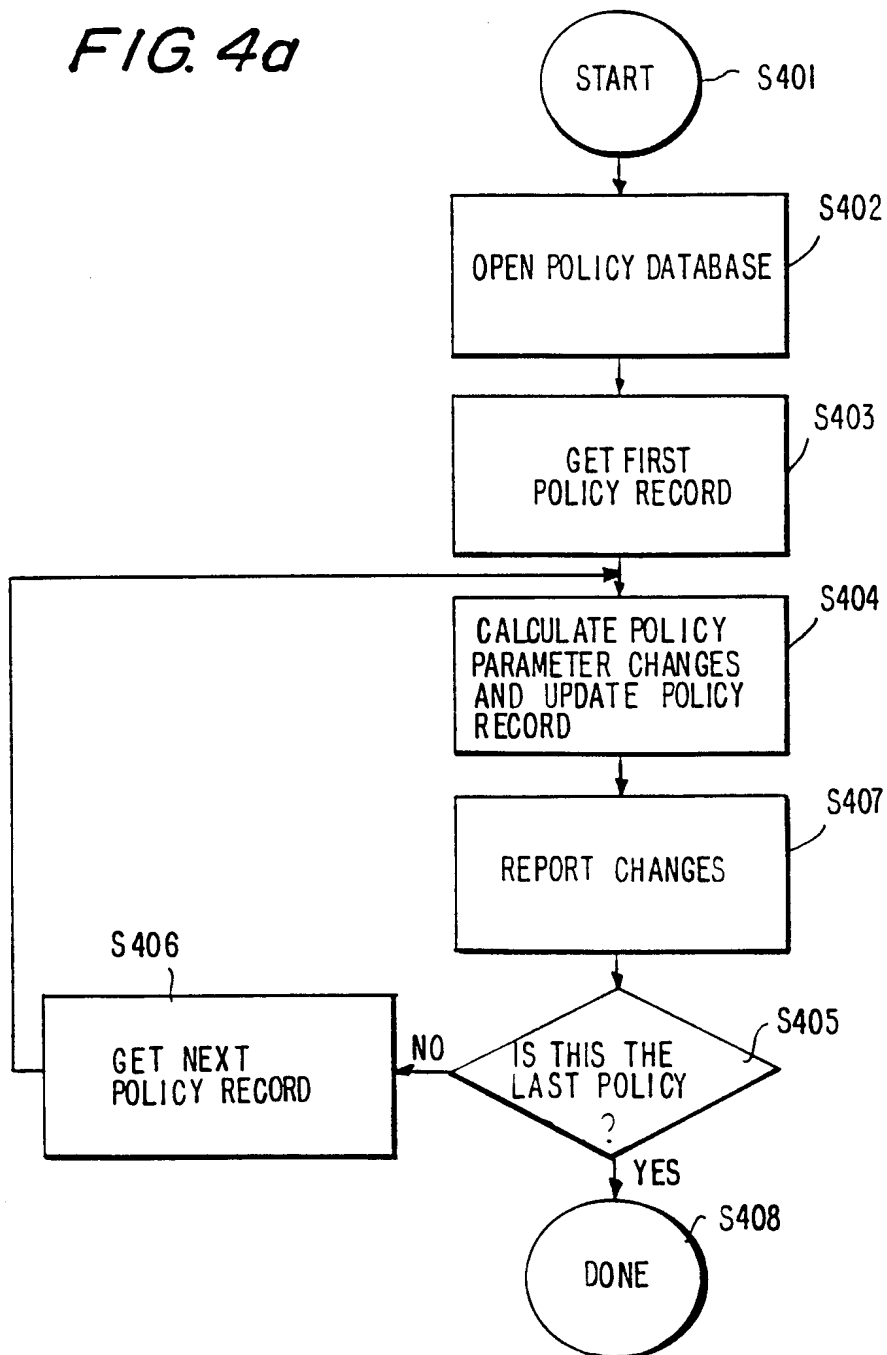 FIG. 4a
START
S401
S402
OPEN POLICY DATABASE
S403
GET FIRST
POLICY RECORD
S404
CALCULATE POLICY
PARAMETER CHANGES
AND UPDATE POLICY
RECORD
S407
REPORT CHANGES
S406
GET NEXT
POLICY RECORD
NO
S405
IS THIS THE
LAST POLICY
?
YES
S408
DONE